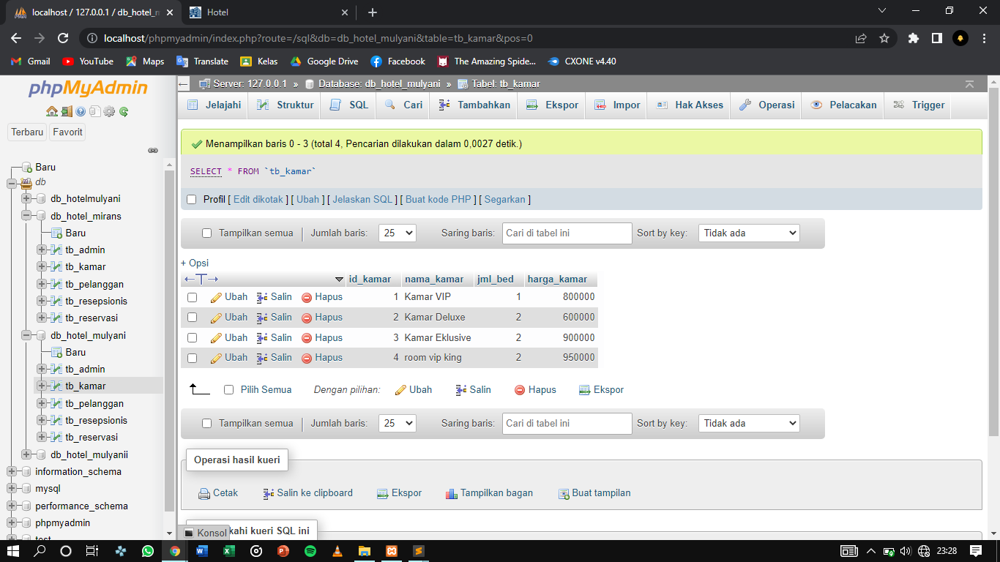 localhost / 127.0.0.1 / db_hotel_m
Hotel
localhost/phpmyadmin/index.php?route=/sql&db=db_hotel_mulyani&table=tb_kamar&pos=0
Gmail YouTube Maps Translate Kelas Google Drive Facebook The Amazing Spide... CXONE v4.40
phpMyAdmin
Terbaru Favorit
Baru
db
db_hotelmulyani
db_hotel_mirans
Baru
tb_admin
tb_kamar
tb_pelanggan
tb_resepsionis
tb_reservasi
db_hotel_mulyani
Baru
tb_admin
tb_kamar
tb_pelanggan
tb_resepsionis
tb_reservasi
db_hotel_mulyanii
information_schema
mysql
performance_schema
phpmyadmin
test
Server: 127.0.0.1 » Database: db_hotel_mulyani » Tabel: tb_kamar
Jelajahi Struktur SQL Cari Tambahkan Ekspor Impor Hak Akses Operasi Pelacakan Trigger
Menampilkan baris 0 - 3 (total 4, Pencarian dilakukan dalam 0,0027 detik.)
SELECT * FROM `tb_kamar`
Profil [ Edit dikotak ] [ Ubah ] [ Jelaskan SQL ] [ Buat kode PHP ] [ Segarkan ]
Tampilkan semua | Jumlah baris: 25 Saring baris: Cari di tabel ini Sort by key: Tidak ada
+ Opsi
id_kamar nama_kamar jml_bed harga_kamar
Ubah Salin Hapus 1 Kamar VIP 1 800000
Ubah Salin Hapus 2 Kamar Deluxe 2 600000
Ubah Salin Hapus 3 Kamar Eklusive 2 900000
Ubah Salin Hapus 4 room vip king 2 950000
Pilih Semua Dengan pilihan: Ubah Salin Hapus Ekspor
Tampilkan semua | Jumlah baris: 25 Saring baris: Cari di tabel ini Sort by key: Tidak ada
Operasi hasil kueri
Cetak Salin ke clipboard Ekspor Tampilkan bagan Buat tampilan
Konsol kahi kueri SQL ini
23:28